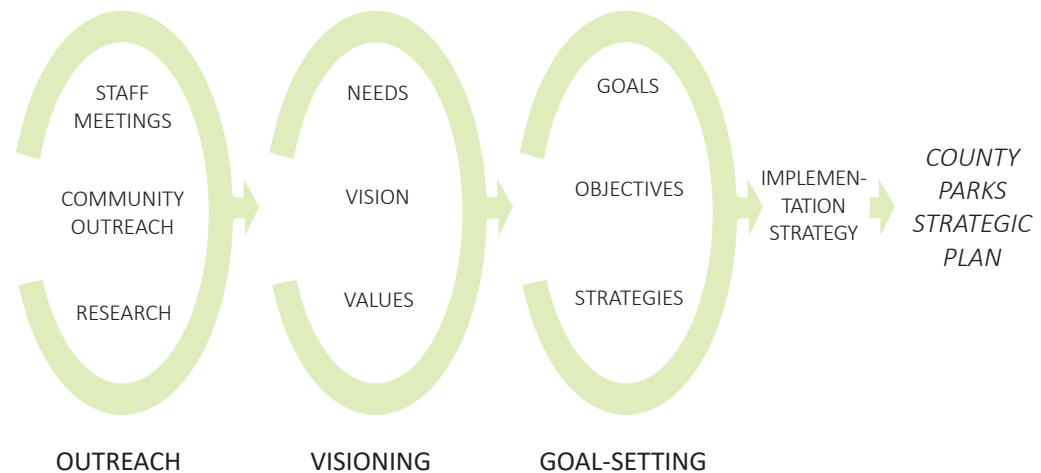 STAFF
MEETINGS
COMMUNITY
OUTREACH
RESEARCH
OUTREACH
NEEDS
VISION
VALUES
VISIONING
GOALS
OBJECTIVES
STRATEGIES
GOAL-SETTING
IMPLEMEN-
TATION
STRATEGY
COUNTY
PARKS
STRATEGIC
PLAN